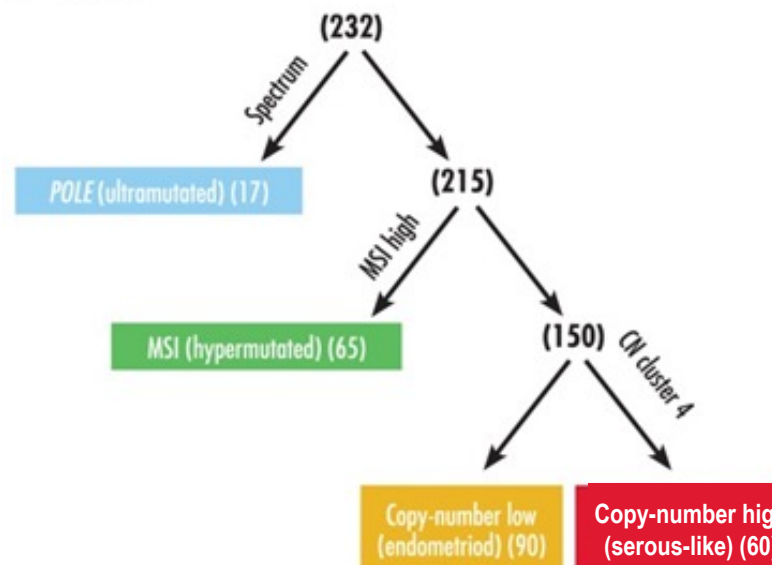 (232)
Spectrum
POLE (ultramutated) (17)
(215)
MSI high
MSI (hypermutated) (65)
(150)
CN cluster 4
Copy-number low
(endometriod) (90)
Copy-number hig
(serous-like) (60)